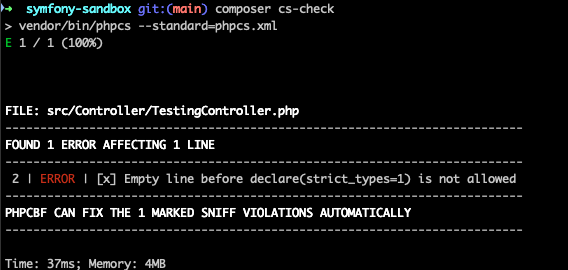 → symfony-sandbox git:(main) composer cs-check
> vendor/bin/phpcs --standard=phpcs.xml
E 1 / 1 (100%)
FILE: src/Controller/TestingController.php
----------------------------------------------------------------------
FOUND 1 ERROR AFFECTING 1 LINE
----------------------------------------------------------------------
2 | ERROR | [x] Empty line before declare(strict_types=1) is not allowed
----------------------------------------------------------------------
PHPCBF CAN FIX THE 1 MARKED SNIFF VIOLATIONS AUTOMATICALLY
----------------------------------------------------------------------
Time: 37ms; Memory: 4MB